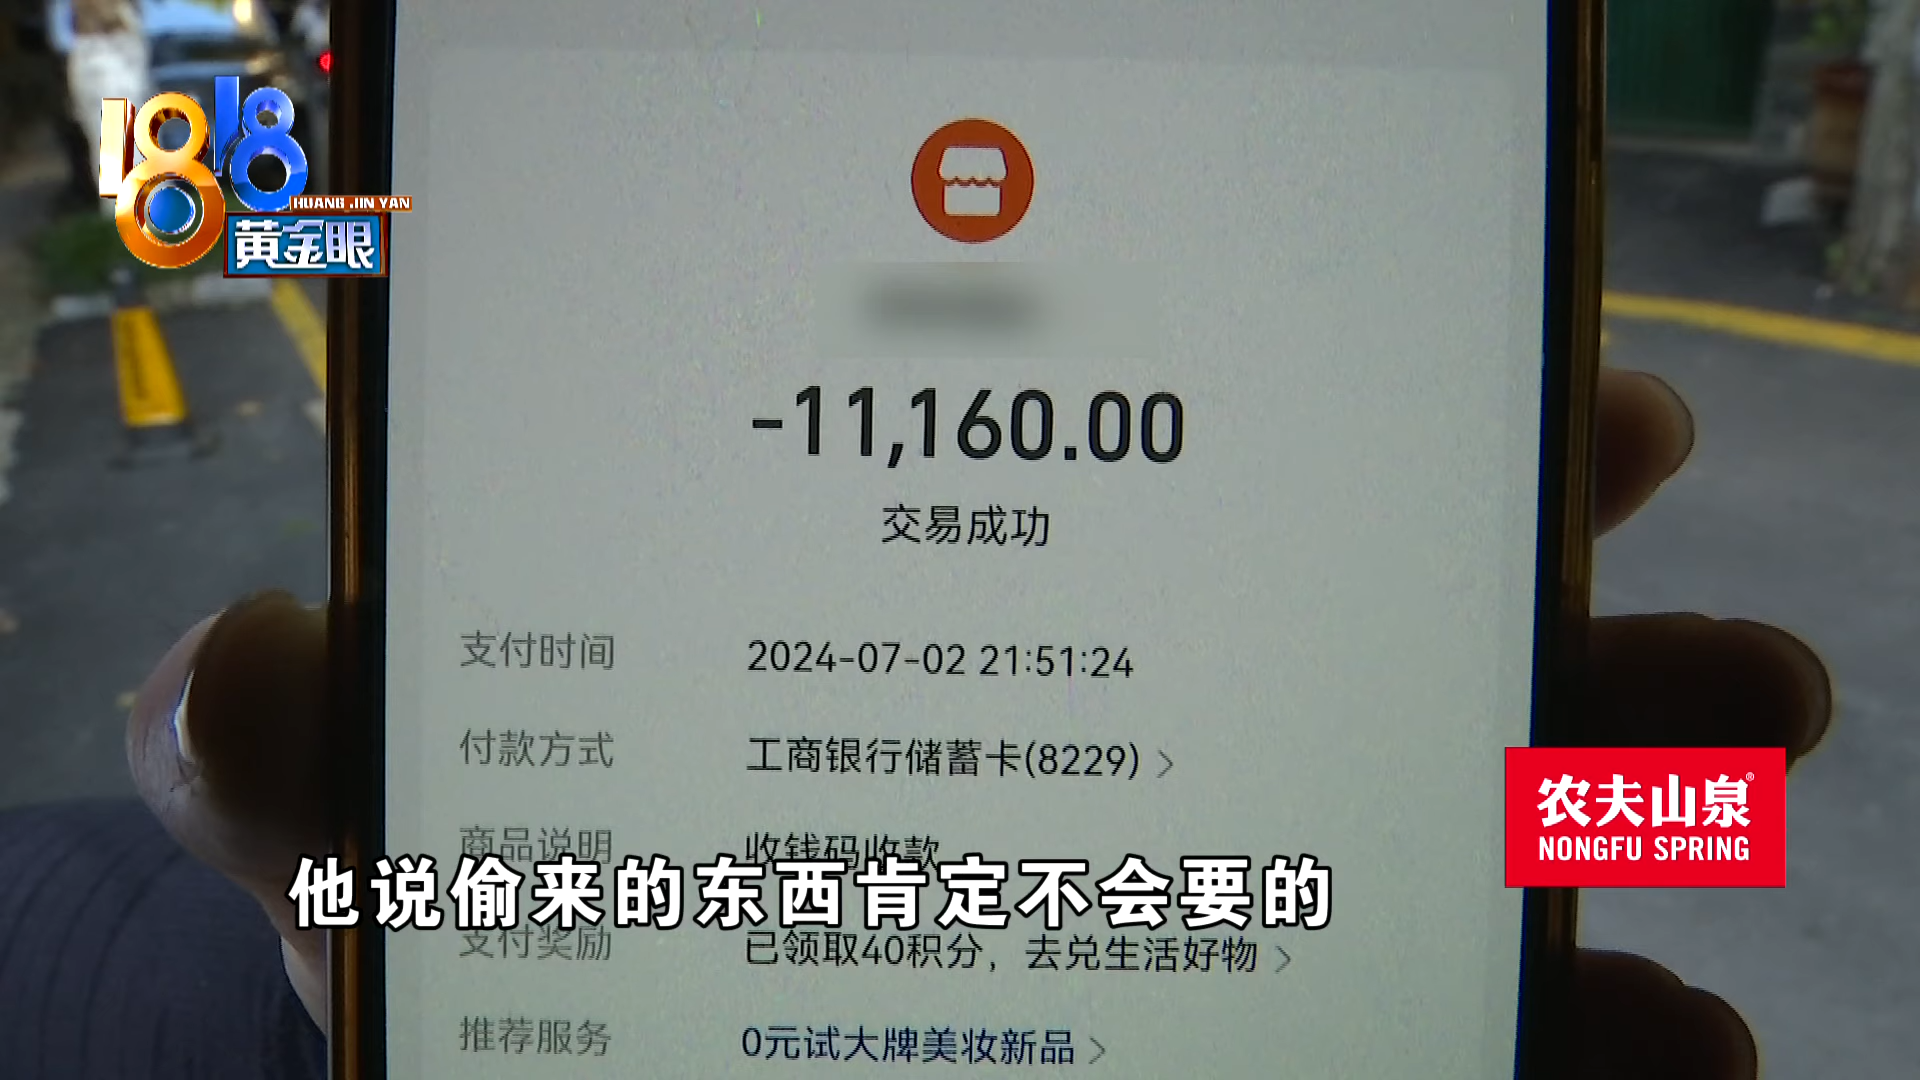 1818
HUANG JIN YAN
黄金眼
-11,160.00
交易成功
支付时间 2024-07-02 21:51:24
付款方式 工商银行储蓄卡(8229) >
商品说明 收钱码收款
他说偷来的东西肯定不会要的
支付奖励 已领取40积分，去兑生活好物 >
推荐服务 0元试大牌美妆新品 >
农夫山泉®
NONGFU SPRING